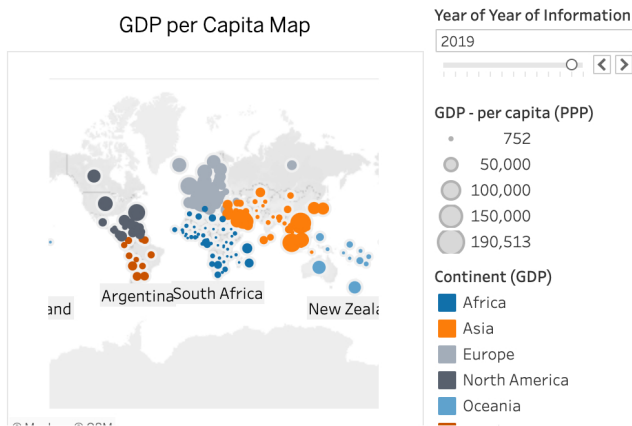 GDP per Capita Map
and
Argentina
South Africa
New Zeala
Year of Year of Information
2019
GDP - per capita (PPP)
752
50,000
100,000
150,000
190,513
Continent (GDP)
Africa
Asia
Europe
North America
Oceania